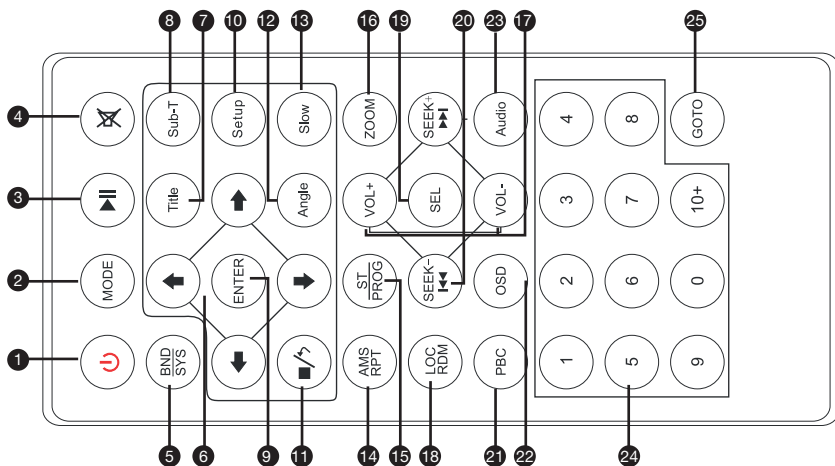 8 7 10 12 13 16 19 20 23 17 25
4
Sub-T
Setup
Slow
ZOOM
SEEK+
Audio
4
8
GOTO
3
Title
Angle
VOL+
SEL
VOL-
3
7
10+
2
MODE
ENTER
ST
PROG
SEEK-
OSD
2
6
0
1
BND
SYS
AMS
RPT
LOC
RDM
PBC
1
5
9
5 6 9 11 14 15 18 21 22 24